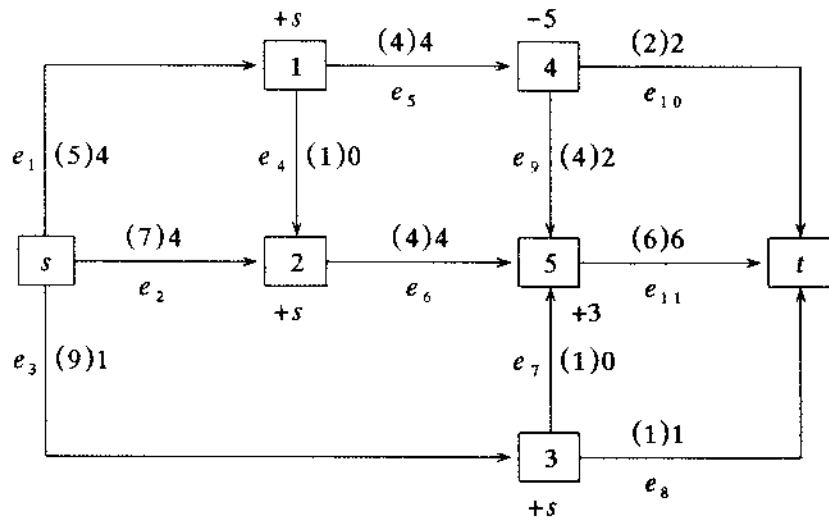 +s -5
(4)4 (2)2
1 4
e₅ e₁₀
e₁ (5)4 e₄ (1)0 e₉ (4)2
(7)4 (4)4 (6)6
s 2 5 t
e₂ e₆ e₁₁
+s +3
e₃ (9)1 e₇ (1)0
(1)1
3
e₈
+s